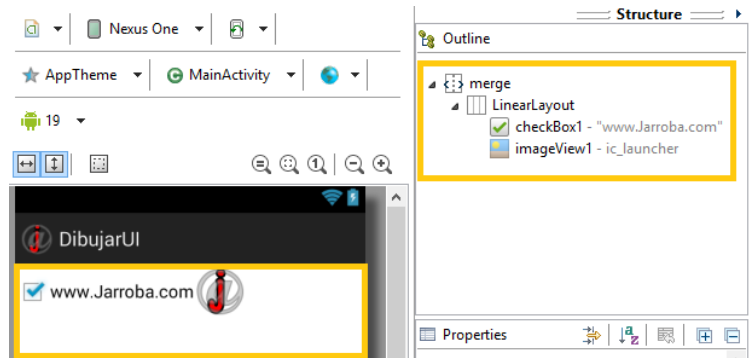 Nexus One
AppTheme
MainActivity
19
DibujarUI
www.Jarroba.com
Structure
Outline
merge
LinearLayout
checkBox1 - "www.Jarroba.com"
imageView1 - ic_launcher
Properties